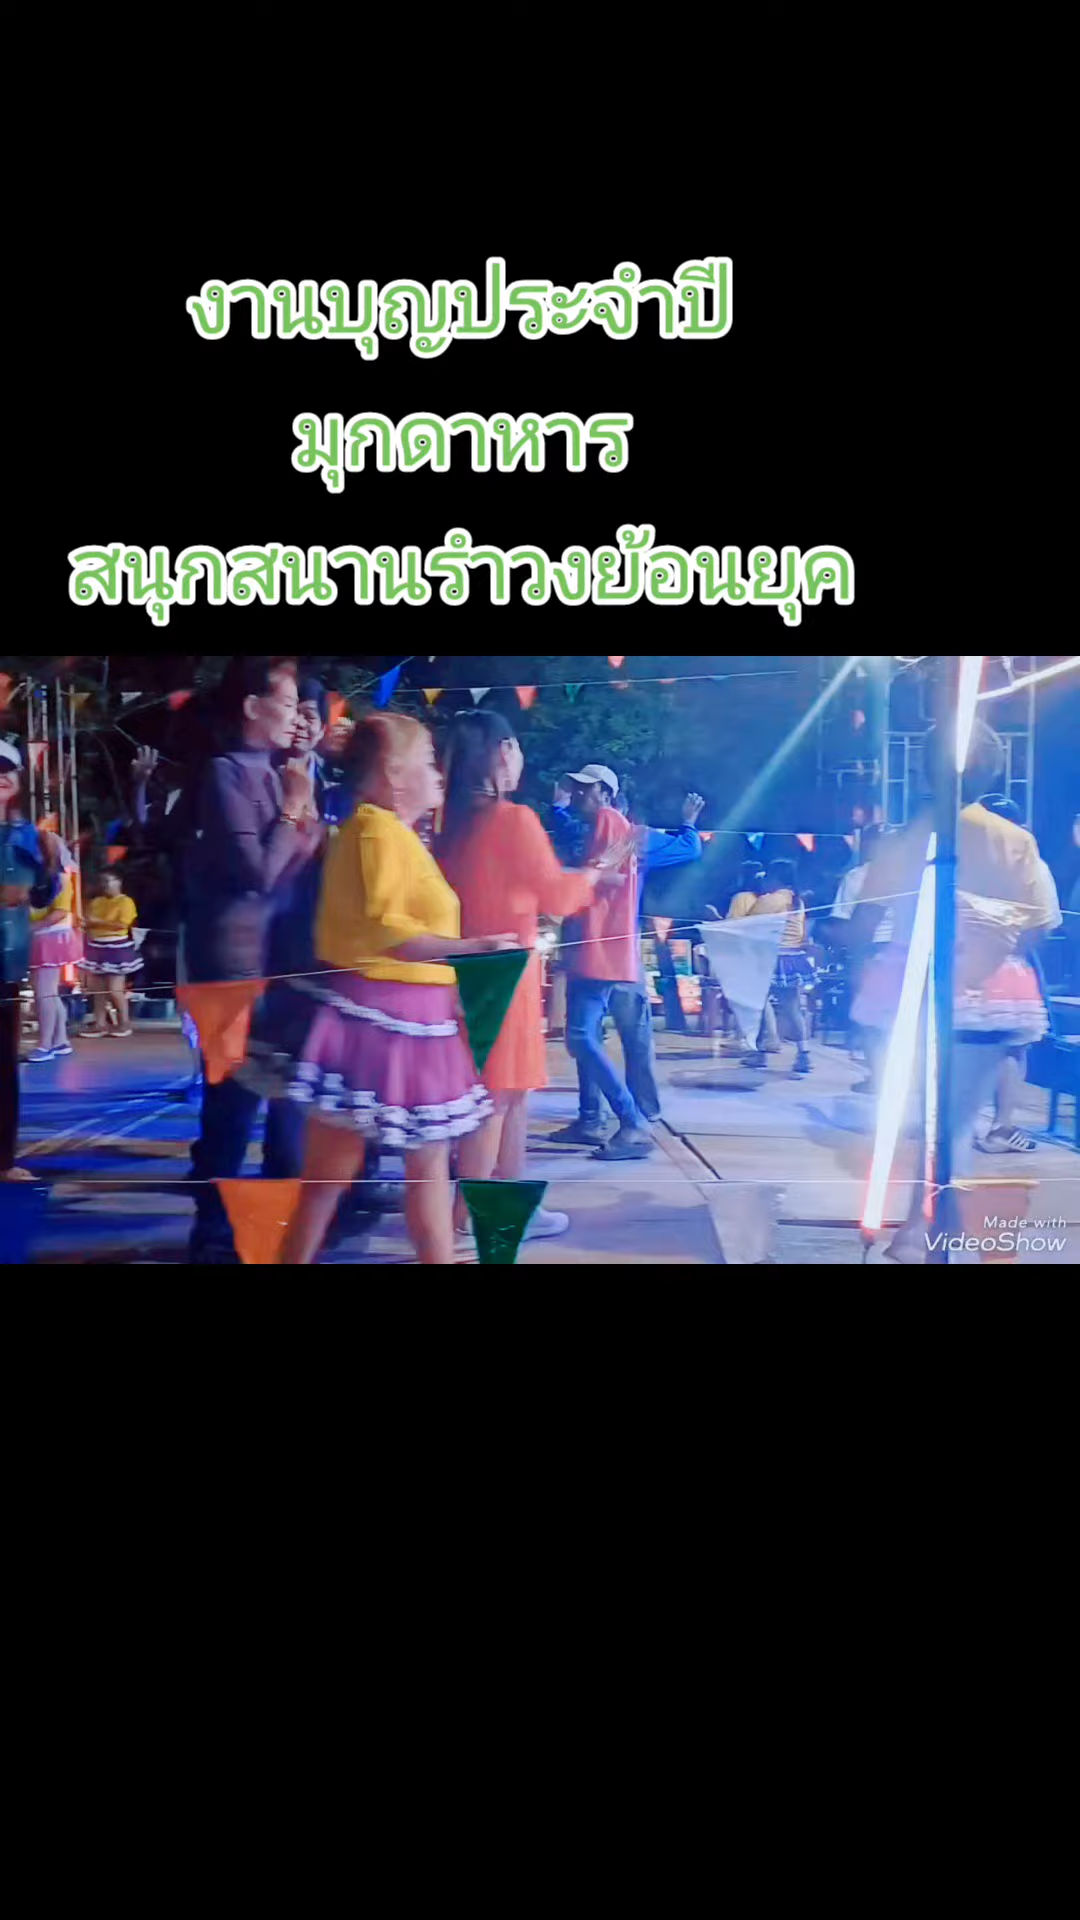 งานบุญประจำปี
มุกดาหาร
สนุกสนานรำวงย้อนยุค
Made with
VideoShow